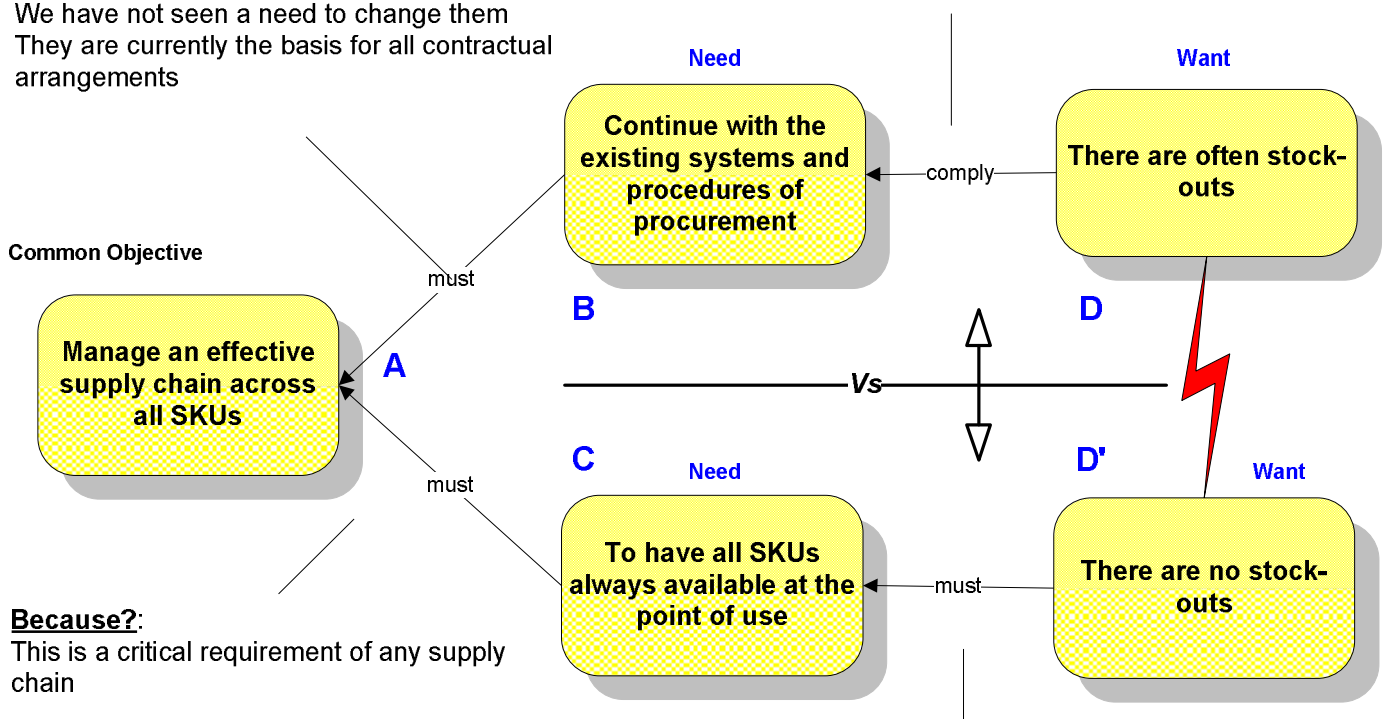 We have not seen a need to change them
They are currently the basis for all contractual
arrangements
Need
Want
Continue with the
existing systems and
procedures of
procurement
comply
There are often stock-
outs
Common Objective
must
B
D
Manage an effective
supply chain across
all SKUs
A
Vs
must
C
Need
D'
Want
To have all SKUs
always available at the
point of use
must
There are no stock-
outs
Because?:
This is a critical requirement of any supply
chain